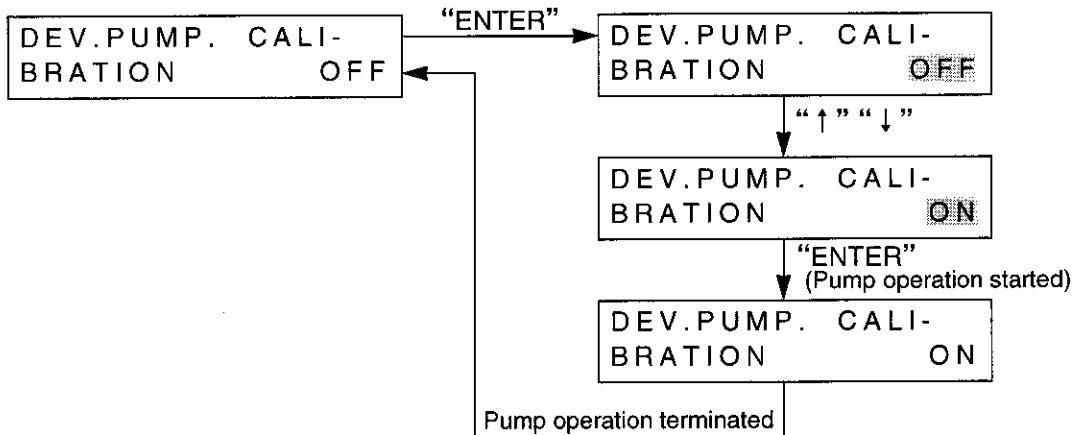 DEV.PUMP. CALI-
BRATION OFF
“ENTER”
DEV.PUMP. CALI-
BRATION OFF
“↑” “↓”
DEV.PUMP. CALI-
BRATION ON
“ENTER”
(Pump operation started)
DEV.PUMP. CALI-
BRATION ON
Pump operation terminated